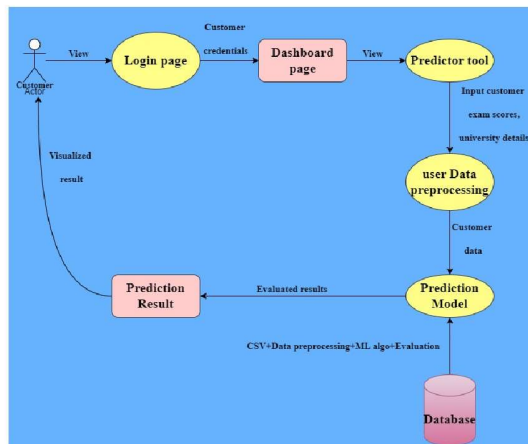 View
Login page
Customer
credentials
Dashboard
page
View
Predictor tool
Customer
Actor
Input customer
exam scores,
university details
Visualized
result
user Data
preprocessing
Customer
data
Prediction
Result
Evaluated results
Prediction
Model
CSV+Data preprocessing+ML algo+Evaluation
Database